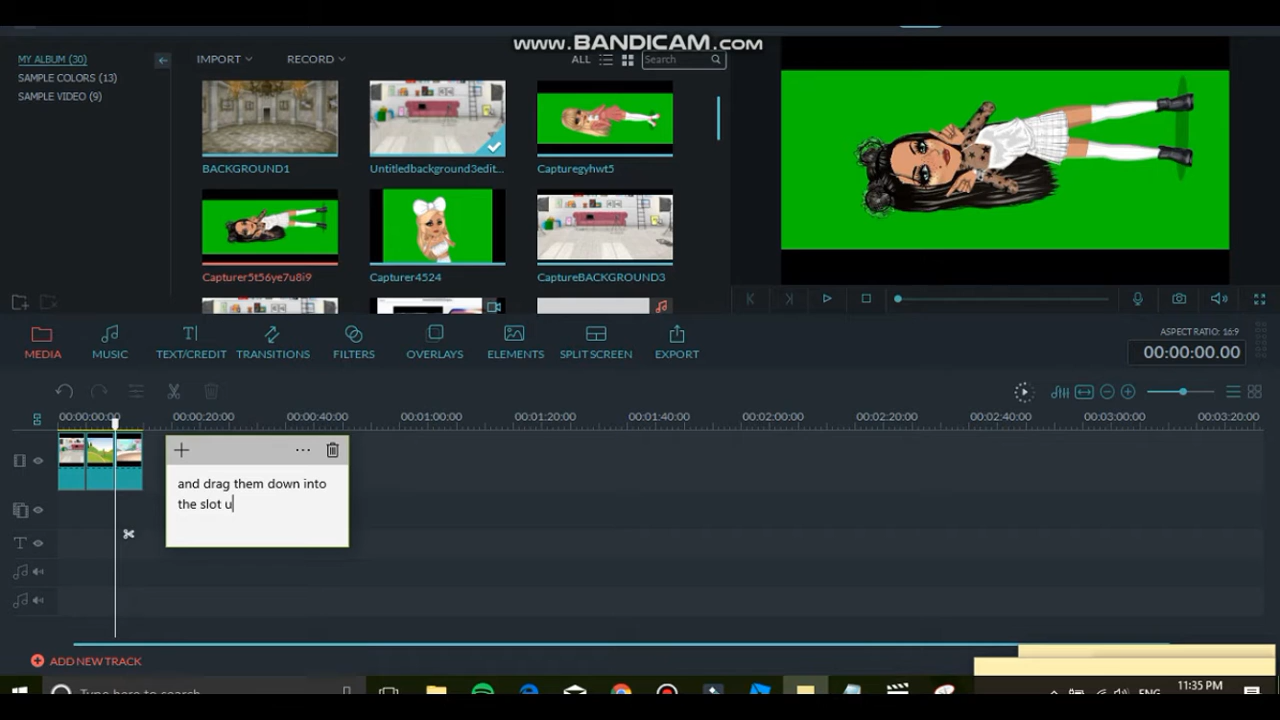 www.BANDICAM.com
MY ALBUM (30)
SAMPLE COLORS (13)
SAMPLE VIDEO (9)
IMPORT
RECORD
ALL
Search
BACKGROUND1
Untitledbackground3edit...
Capturegyhwt5
Capturer5t56ye7u8i9
Capturer4524
CaptureBACKGROUND3
MEDIA
MUSIC
TEXT/CREDIT
TRANSITIONS
FILTERS
OVERLAYS
ELEMENTS
SPLIT SCREEN
EXPORT
ASPECT RATIO: 16:9
00:00:00.00
00:00:00:00
00:00:20:00
00:00:40:00
00:01:00:00
00:01:20:00
00:01:40:00
00:02:00:00
00:02:20:00
00:02:40:00
00:03:00:00
00:03:20:00
and drag them down into
the slot u
ADD NEW TRACK
Type here to search
ENG
11:35 PM